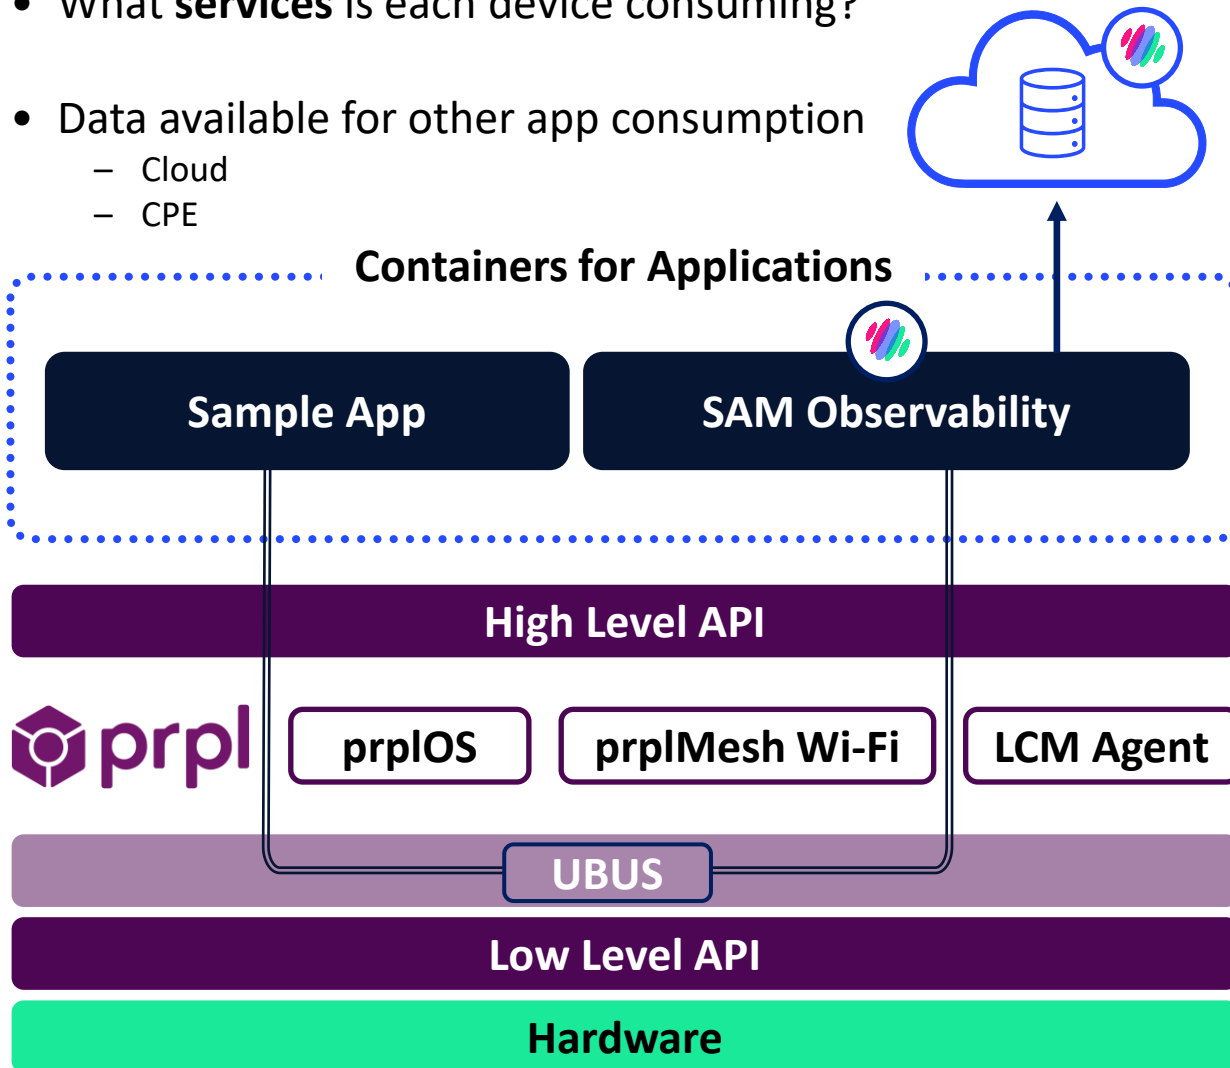 • What services is each device consuming?
• Data available for other app consumption
– Cloud
– CPE
Containers for Applications
Sample App
SAM Observability
High Level API
prpl
prplOS
prplMesh Wi-Fi
LCM Agent
UBUS
Low Level API
Hardware